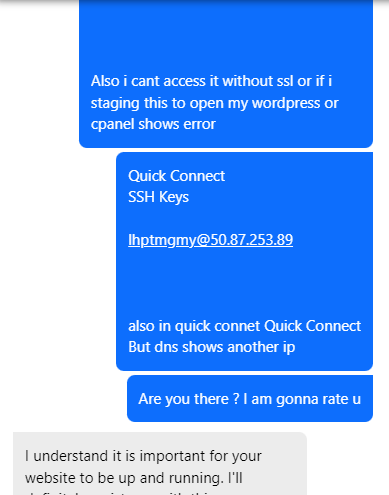 Also i cant access it without ssl or if i
staging this to open my wordpress or
cpanel shows error
Quick Connect
SSH Keys
lhptmgmy@50.87.253.89
also in quick connet Quick Connect
But dns shows another ip
Are you there ? I am gonna rate u
I understand it is important for your
website to be up and running. I'll